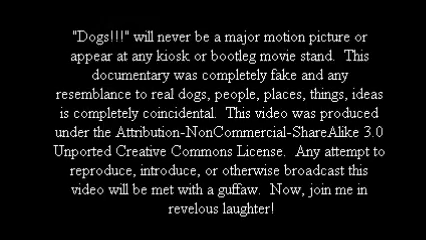 "Dogs!!!" will never be a major motion picture or
appear at any kiosk or bootleg movie stand.  This
documentary was completely fake and any
resemblance to real dogs, people, places, things, ideas
is completely coincidental.  This video was produced
under the Attribution-NonCommercial-ShareAlike 3.0
Unported Creative Commons License.  Any attempt to
reproduce, introduce, or otherwise broadcast this
video will be met with a guffaw.  Now, join me in
revelous laughter!